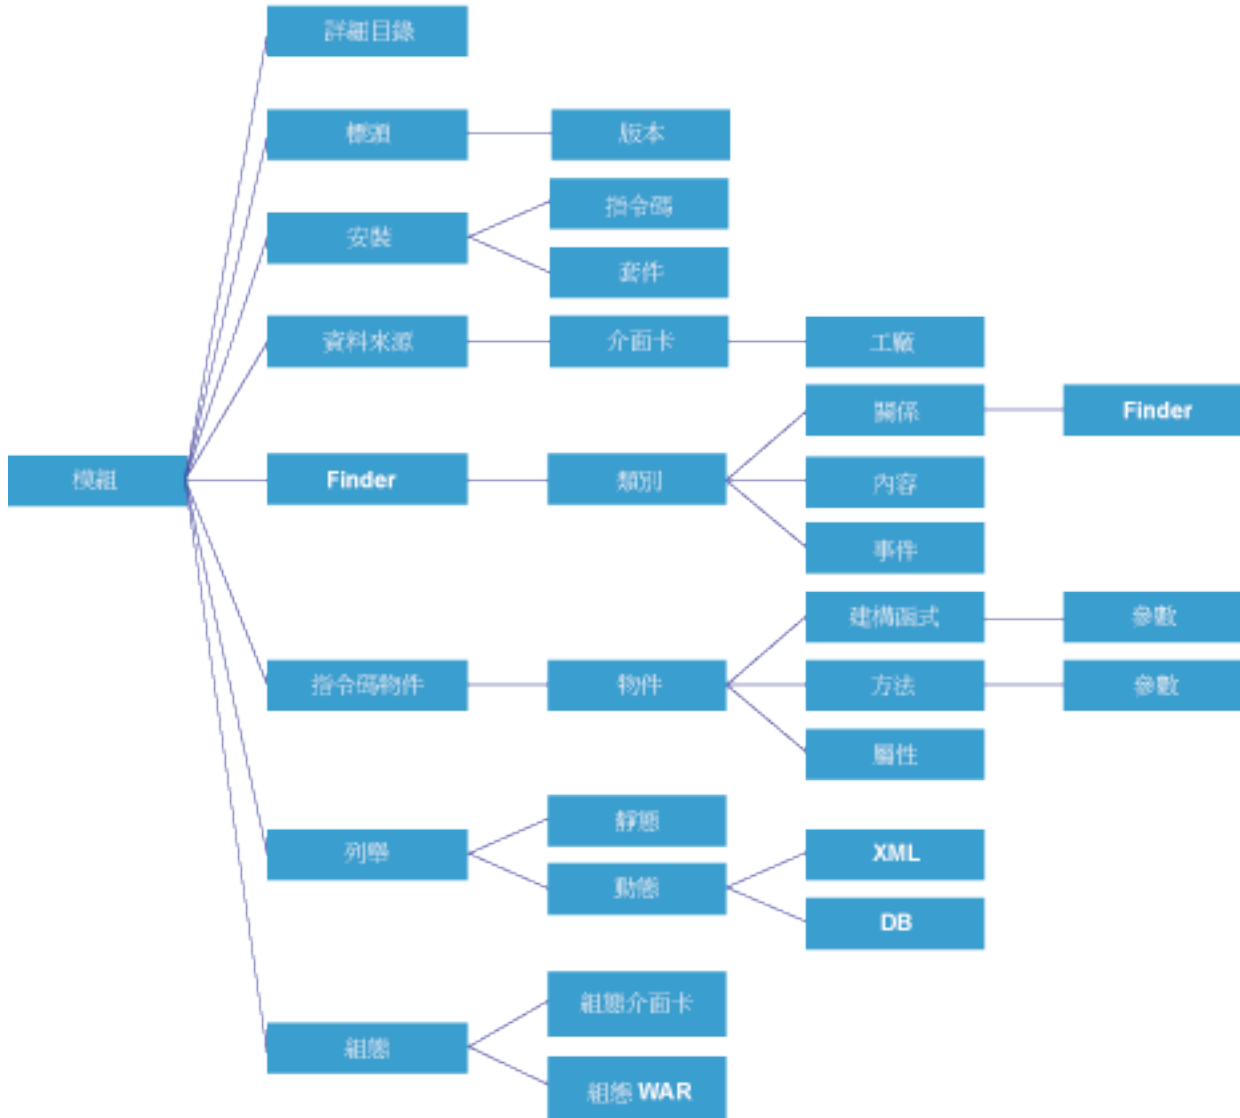 詳細目錄
標頭
版本
安裝
指令碼
套件
資料來源
介面卡
工廠
模組
Finder
類別
關係
Finder
內容
事件
指令碼物件
物件
建構函式
參數
方法
參數
屬性
列舉
靜態
動態
XML
DB
組態
組態介面卡
組態 WAR